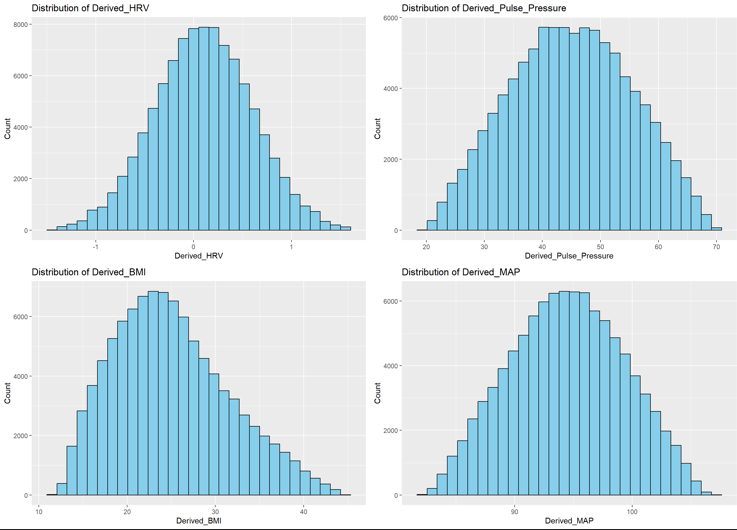 Distribution of Derived_HRV
8000
6000
4000
2000
0
Count
-1
0
1
Derived_HRV
Distribution of Derived_Pulse_Pressure
6000
4000
2000
0
Count
20
30
40
50
60
70
Derived_Pulse_Pressure
Distribution of Derived_BMI
6000
4000
2000
0
Count
10
20
30
40
Derived_BMI
Distribution of Derived_MAP
6000
4000
2000
0
Count
90
100
Derived_MAP